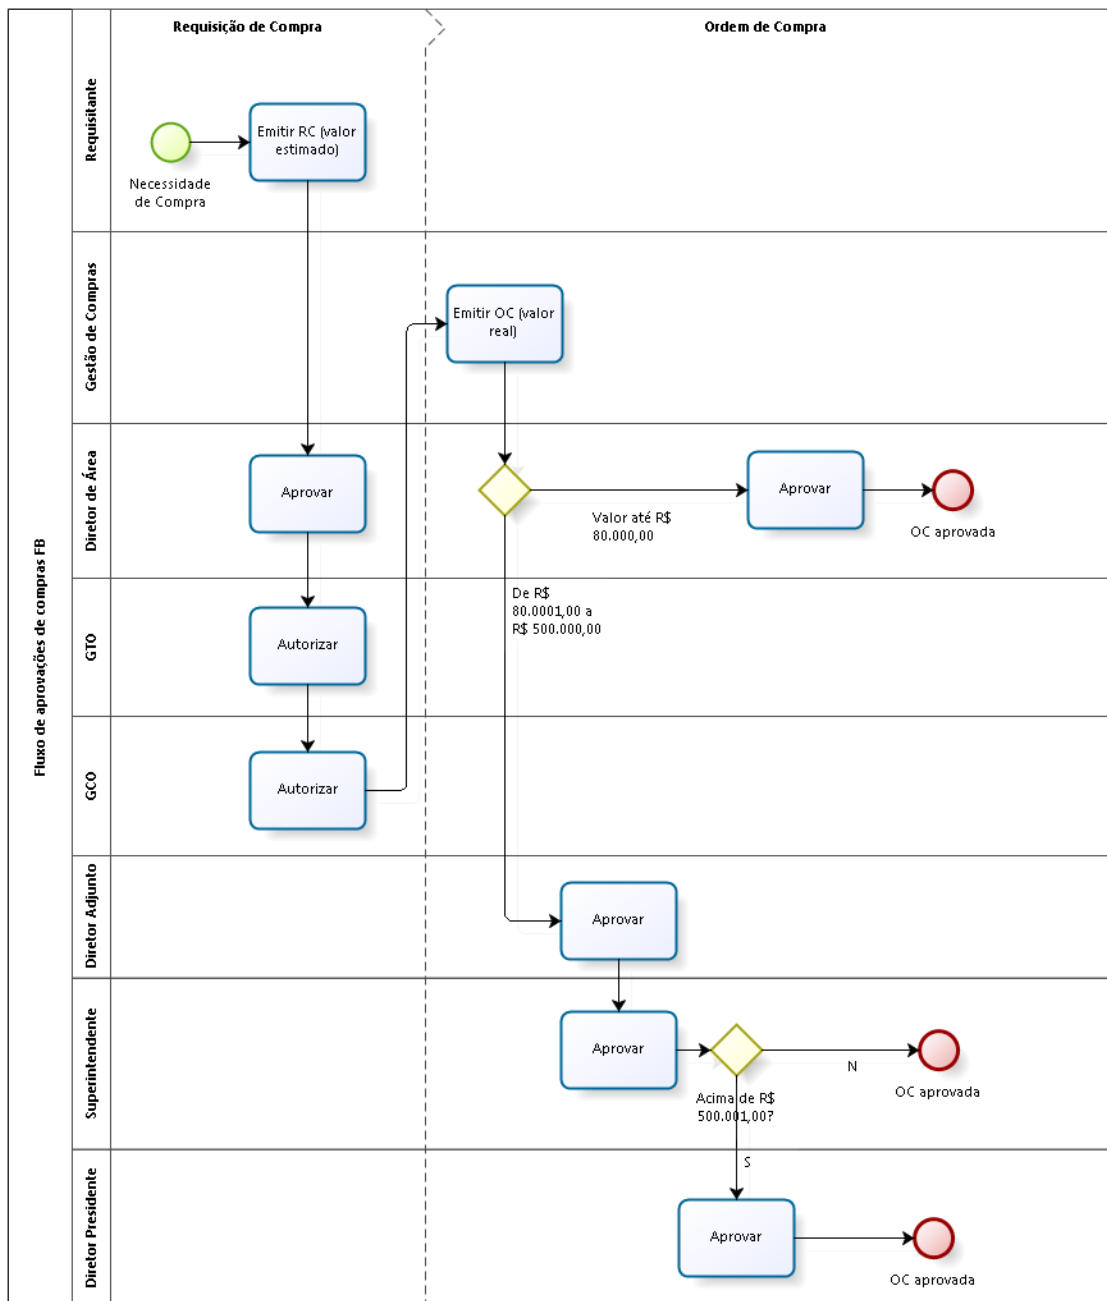 Requisição de Compra
Ordem de Compra
Fluxo de aprovações de compras FB
Requisitante
Necessidade
de Compra
Emitir RC (valor
estimado)
Gestão de Compras
Emitir OC (valor
real)
Diretor de Área
Aprovar
Valor até R$
80.000,00
Aprovar
OC aprovada
De R$
80.0001,00 a
R$ 500.000,00
GTO
Autorizar
GCO
Autorizar
Diretor Adjunto
Aprovar
Superintendente
Aprovar
Acima de R$
500.001,00?
N
OC aprovada
S
Diretor Presidente
Aprovar
OC aprovada